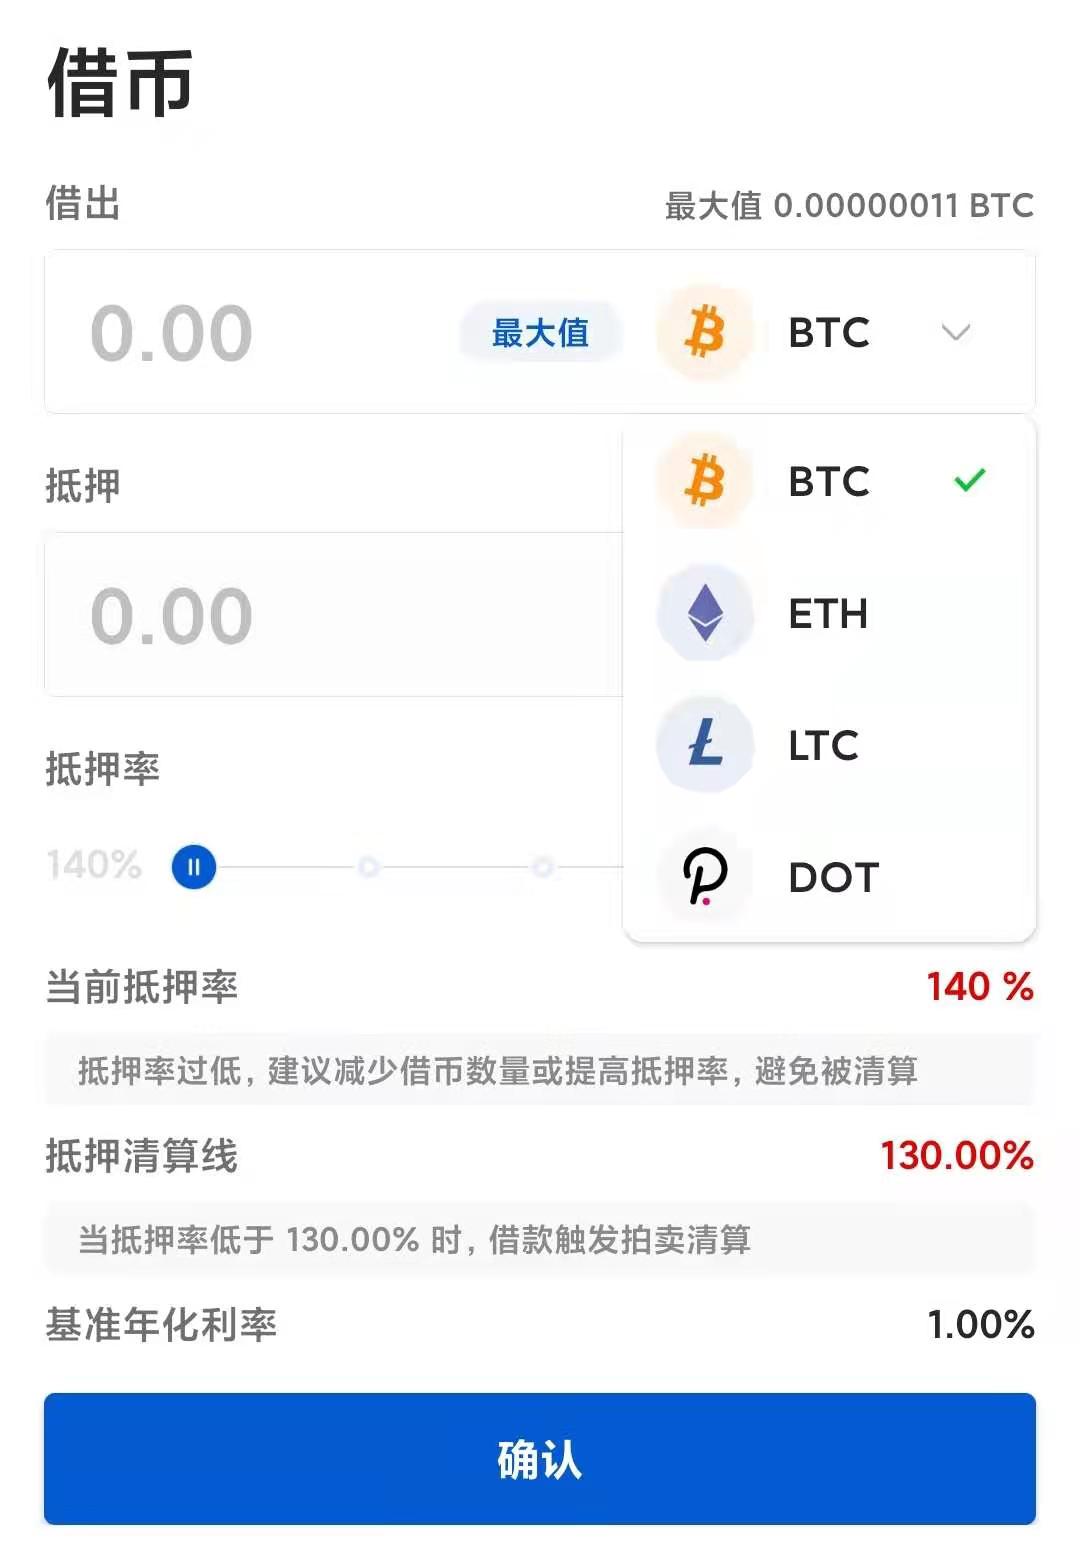 借币
借出 最大值 0.00000011 BTC
0.00 最大值 BTC
BTC
抵押
ETH
0.00
LTC
抵押率
140% DOT
当前抵押率 140 %
抵押率过低，建议减少借币数量或提高抵押率，避免被清算
抵押清算线 130.00%
当抵押率低于 130.00% 时，借款触发拍卖清算
基准年化利率 1.00%
确认